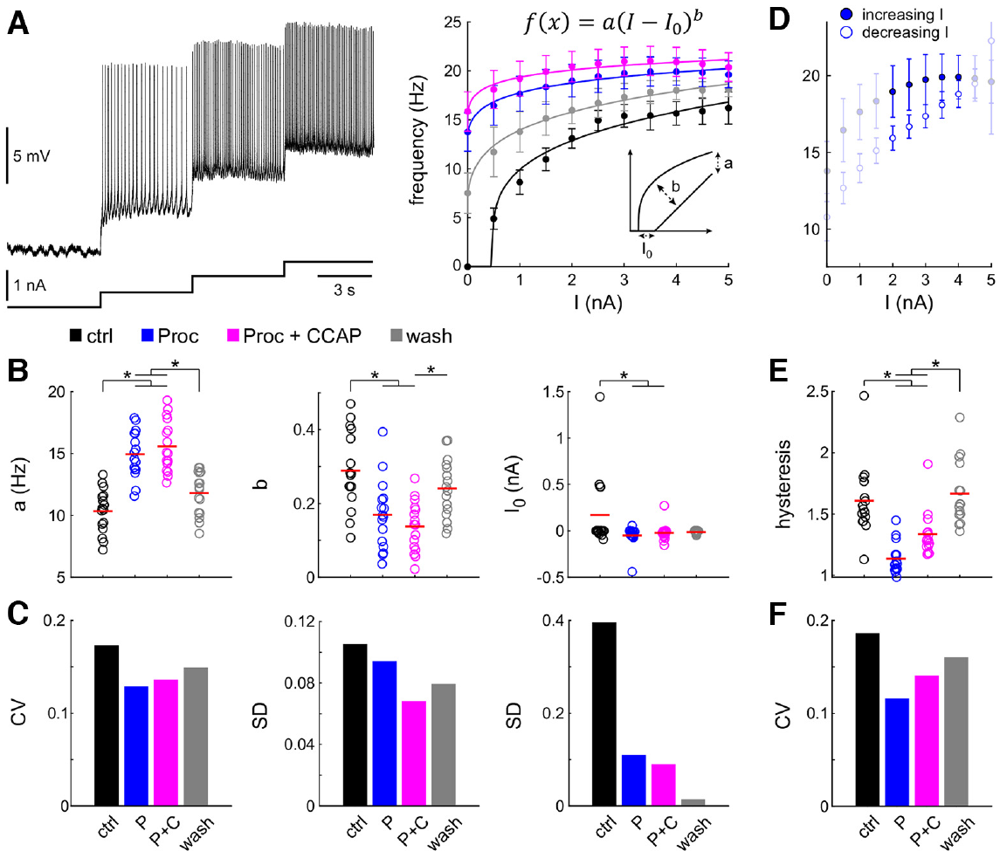 A
5 mV
1 nA
3 s
f(x) = a(I − I₀)ᵇ
frequency (Hz)
25
20
15
10
5
0
a
b
I₀
0 1 2 3 4 5
I (nA)
D
increasing I
decreasing I
20
15
10
0 1 2 3 4 5
I (nA)
ctrl Proc Proc + CCAP wash
B
* *
a (Hz)
20
15
10
5
* *
b
0.4
0.2
0
*
I₀ (nA)
1.5
1
0.5
0
-0.5
E
* *
hysteresis
2.5
2
1.5
1
C
CV
0.2
0.1
0
ctrl P P+C wash
SD
0.12
0.08
0.04
0
ctrl P P+C wash
SD
0.4
0.2
0
ctrl P P+C wash
F
CV
0.2
0.1
0
ctrl P P+C wash